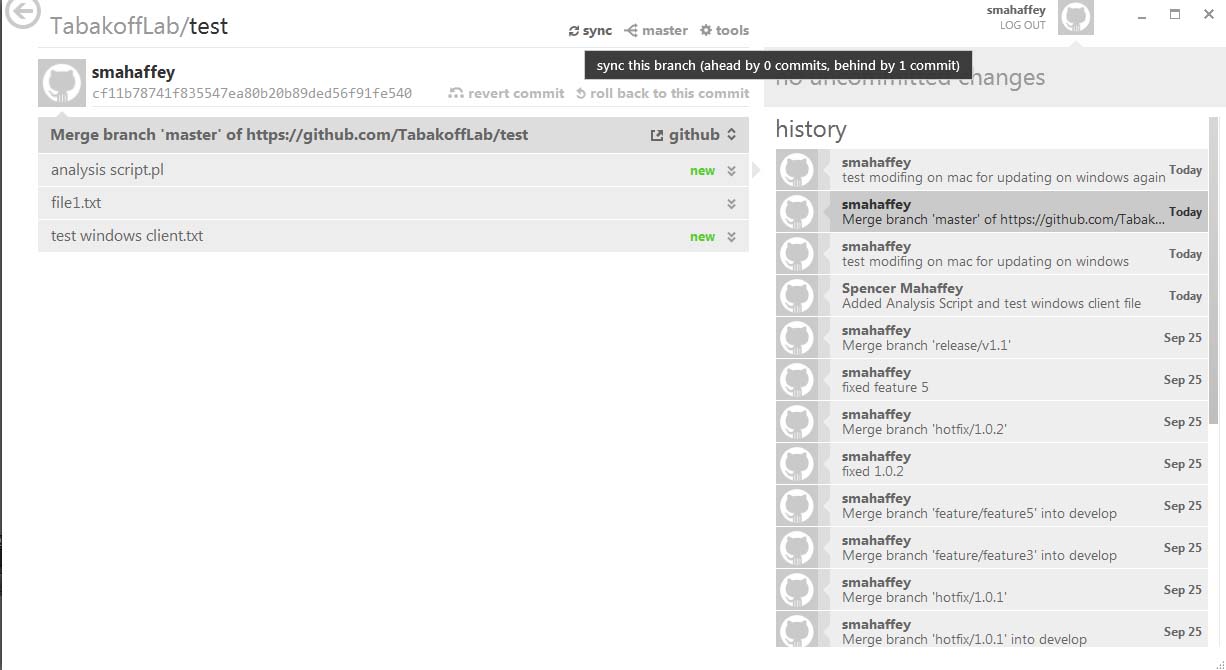 TabakoffLab/test
sync master tools
smahaffey
LOG OUT
sync this branch (ahead by 0 commits, behind by 1 commit)
no uncommitted changes
smahaffey
cf11b78741f835547ea80b20b89ded56f91fe540 revert commit roll back to this commit
Merge branch 'master' of https://github.com/TabakoffLab/test github
analysis script.pl new
file1.txt
test windows client.txt new
history
smahaffey
test modifing on mac for updating on windows again Today
smahaffey
Merge branch 'master' of https://github.com/Tabak... Today
smahaffey
test modifing on mac for updating on windows Today
Spencer Mahaffey
Added Analysis Script and test windows client file Today
smahaffey
Merge branch 'release/v1.1' Sep 25
smahaffey
fixed feature 5 Sep 25
smahaffey
Merge branch 'hotfix/1.0.2' Sep 25
smahaffey
fixed 1.0.2 Sep 25
smahaffey
Merge branch 'feature/feature5' into develop Sep 25
smahaffey
Merge branch 'feature/feature3' into develop Sep 25
smahaffey
Merge branch 'hotfix/1.0.1' Sep 25
smahaffey
Merge branch 'hotfix/1.0.1' into develop Sep 25